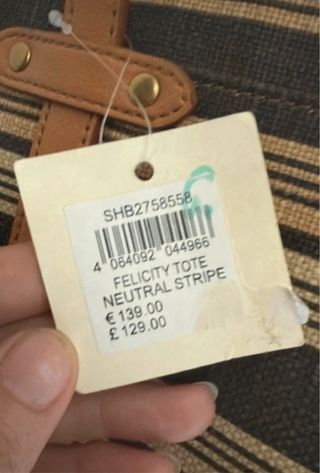 SHB2758558
4 064092 044966
FELICITY TOTE
NEUTRAL STRIPE
€ 139.00
£ 129.00